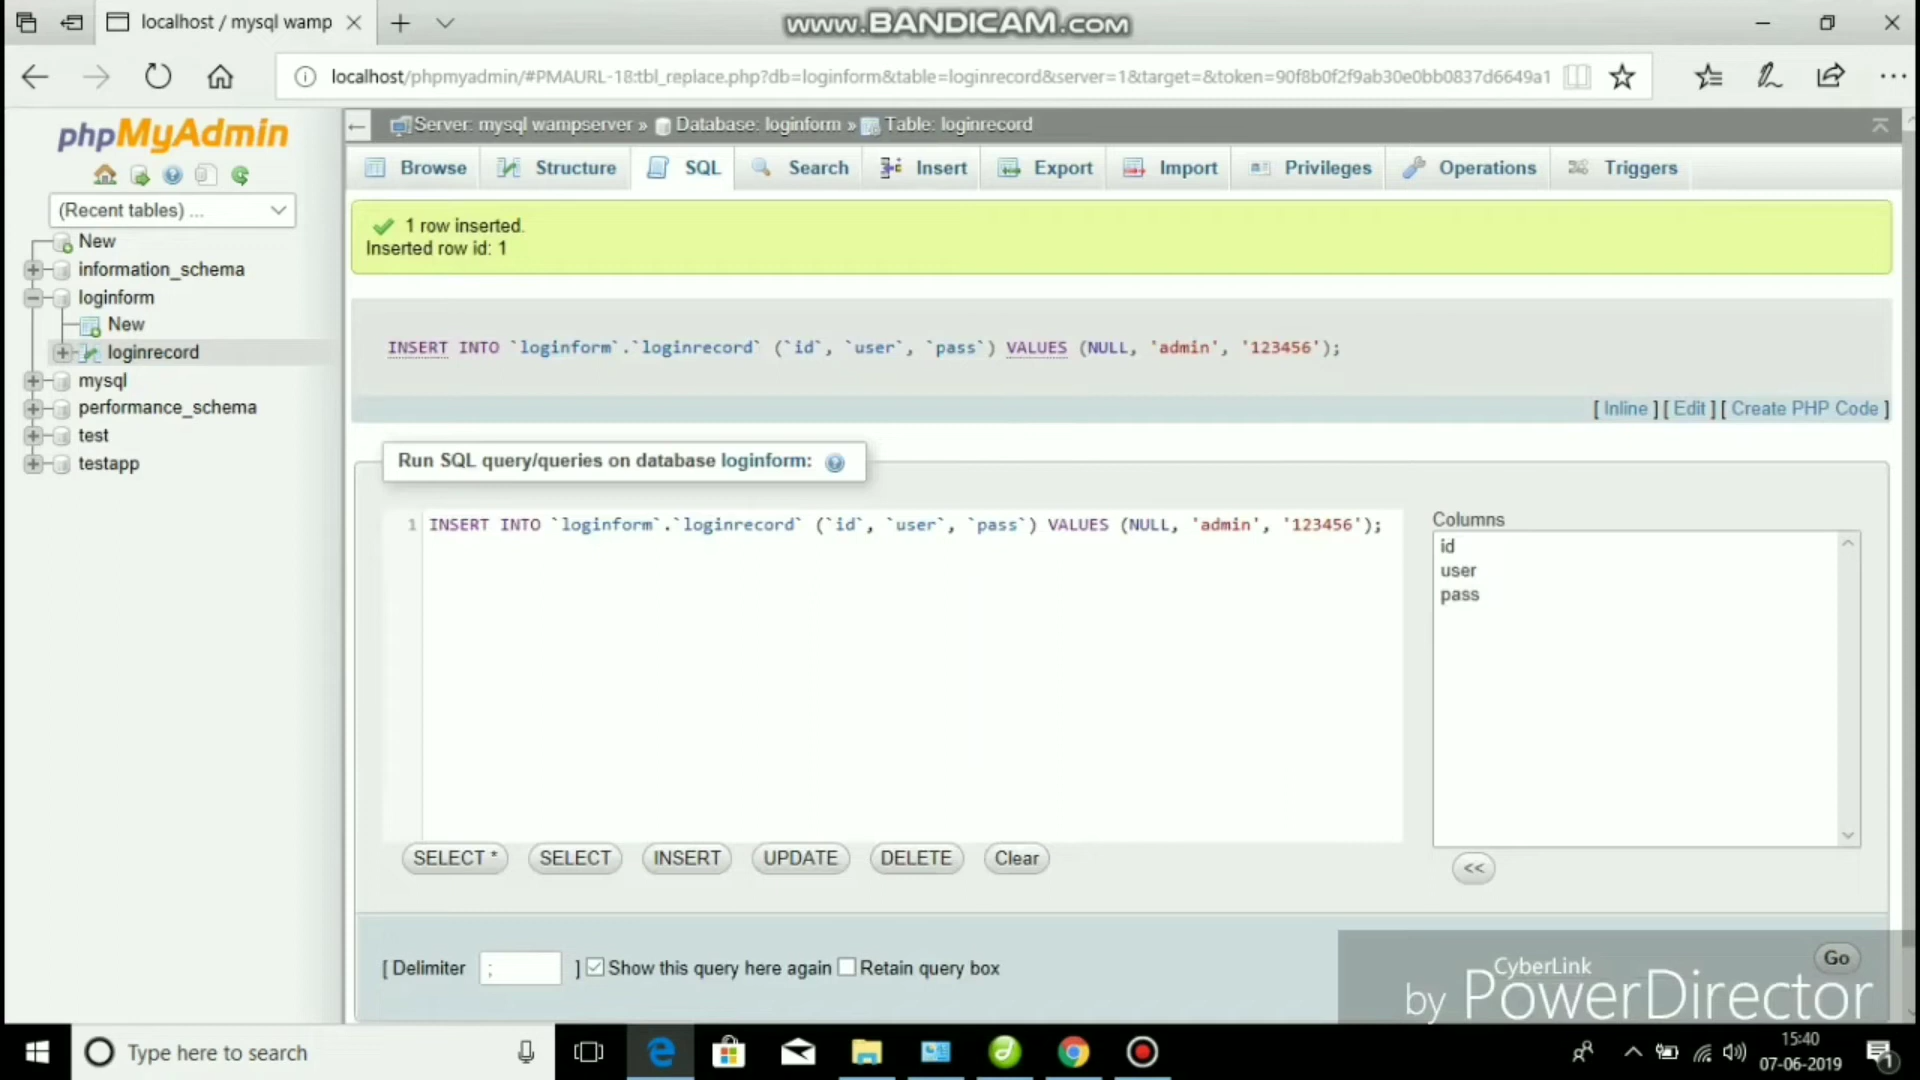 localhost / mysql wamp
www.BANDICAM.com
localhost/phpmyadmin/#PMAURL-18:tbl_replace.php?db=loginform&table=loginrecord&server=1&target=&token=90f8b0f2f9ab30e0bb0837d6649a1
phpMyAdmin
Server: mysql wampserver » Database: loginform » Table: loginrecord
Browse Structure SQL Search Insert Export Import Privileges Operations Triggers
(Recent tables) ...
New
information_schema
loginform
New
loginrecord
mysql
performance_schema
test
testapp
1 row inserted.
Inserted row id: 1
INSERT INTO `loginform`.`loginrecord` (`id`, `user`, `pass`) VALUES (NULL, 'admin', '123456');
[ Inline ] [ Edit ] [ Create PHP Code ]
Run SQL query/queries on database loginform:
1 INSERT INTO `loginform`.`loginrecord` (`id`, `user`, `pass`) VALUES (NULL, 'admin', '123456');
Columns
id
user
pass
SELECT * SELECT INSERT UPDATE DELETE Clear
<<
[ Delimiter ; ] Show this query here again Retain query box
Go
CyberLink
by PowerDirector
Type here to search
15:40
07-06-2019
1